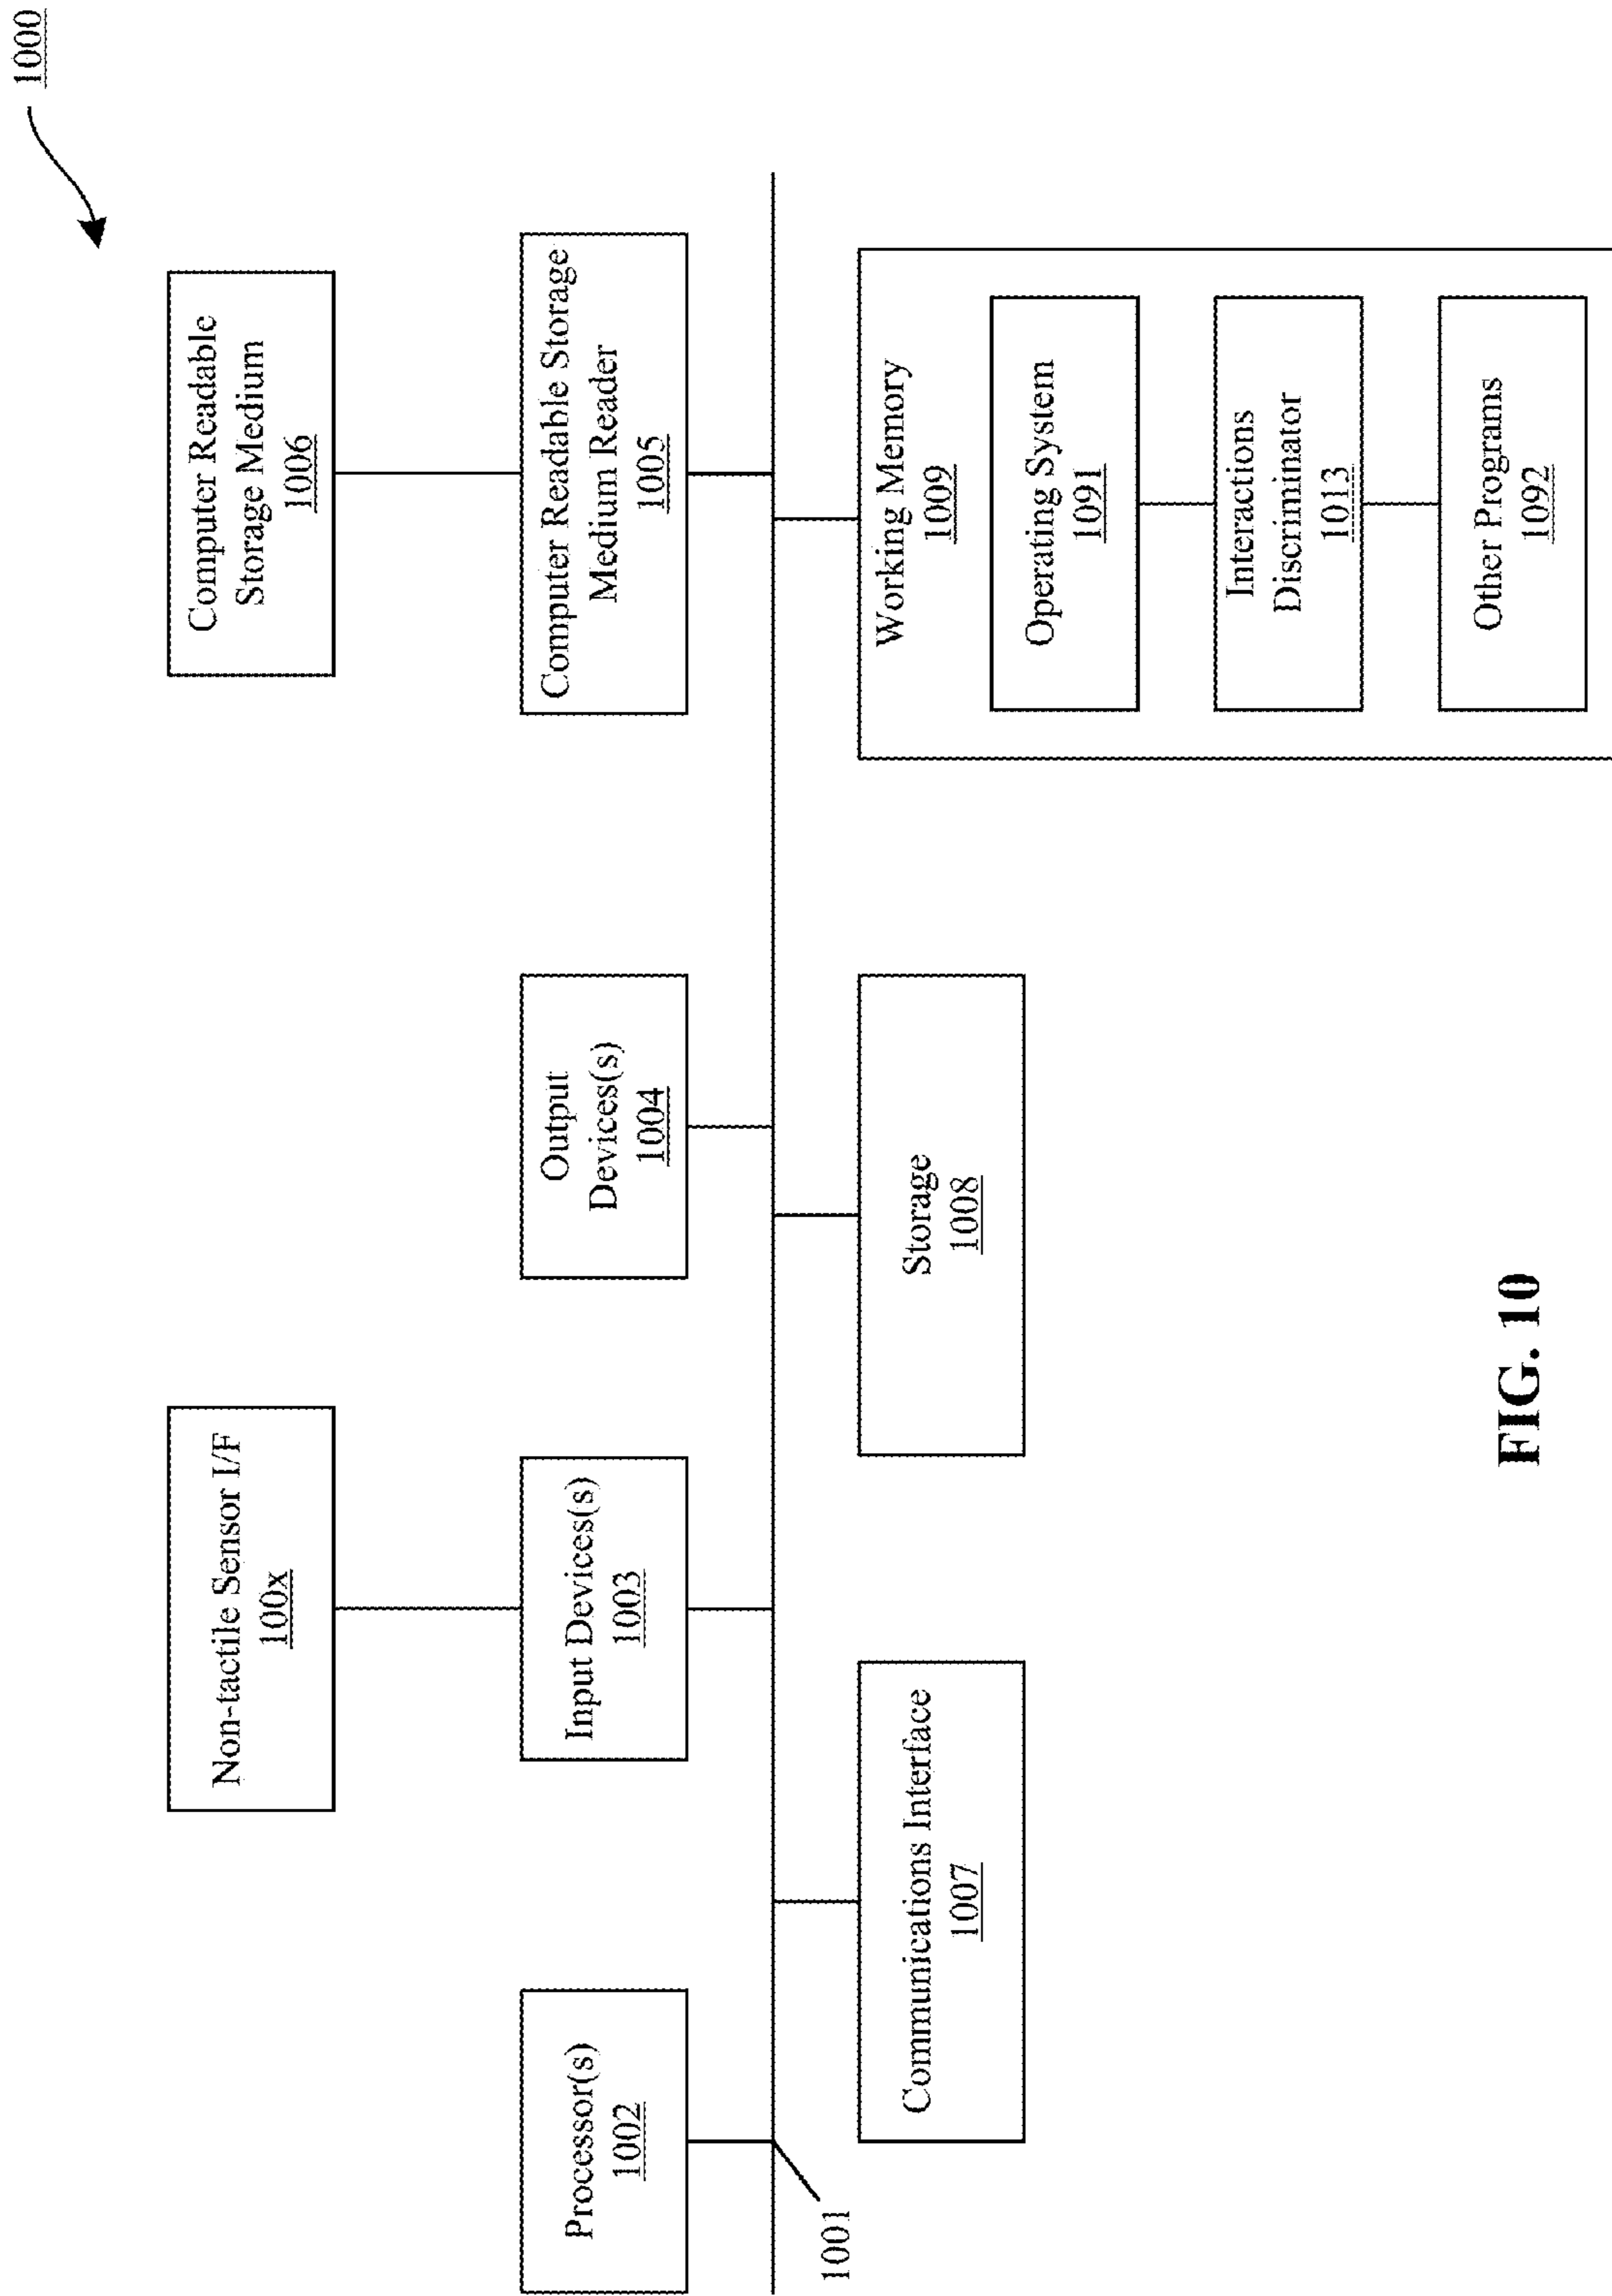 1000
Non-tactile Sensor I/F
100x
Computer Readable
Storage Medium
1006
Processor(s)
1002
Input Devices(s)
1003
Output
Devices(s)
1004
Computer Readable Storage
Medium Reader
1005
1001
Communications Interface
1007
Storage
1008
Working Memory
1009
Operating System
1091
Interactions
Discriminator
1013
Other Programs
1092
FIG. 10